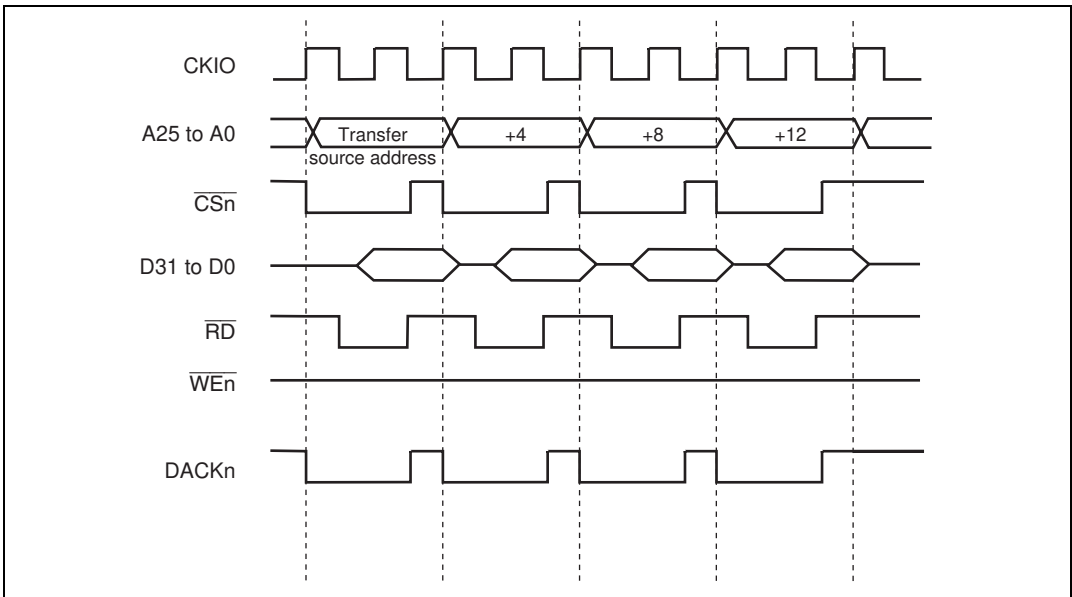 CKIO
A25 to A0
Transfer
source address
+4
+8
+12
CSn
D31 to D0
RD
WEn
DACKn